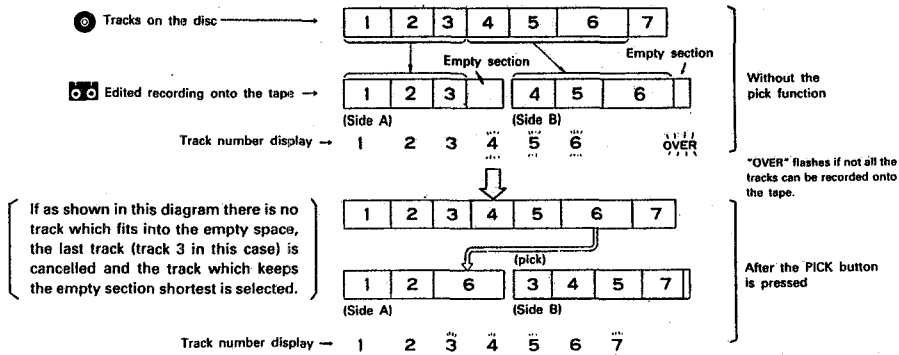 Tracks on the disc → 1 2 3 4 5 6 7
Empty section
Empty section
Edited recording onto the tape → 1 2 3 4 5 6
(Side A) (Side B)
Track number display → 1 2 3 4 5 6 OVER
Without the
pick function
"OVER" flashes if not all the
tracks can be recorded onto
the tape.
If as shown in this diagram there is no
track which fits into the empty space,
the last track (track 3 in this case) is
cancelled and the track which keeps
the empty section shortest is selected.
1 2 3 4 5 6 7
(pick)
1 2 6 3 4 5 7
(Side A) (Side B)
After the PICK button
is pressed
Track number display → 1 2 3 4 5 6 7